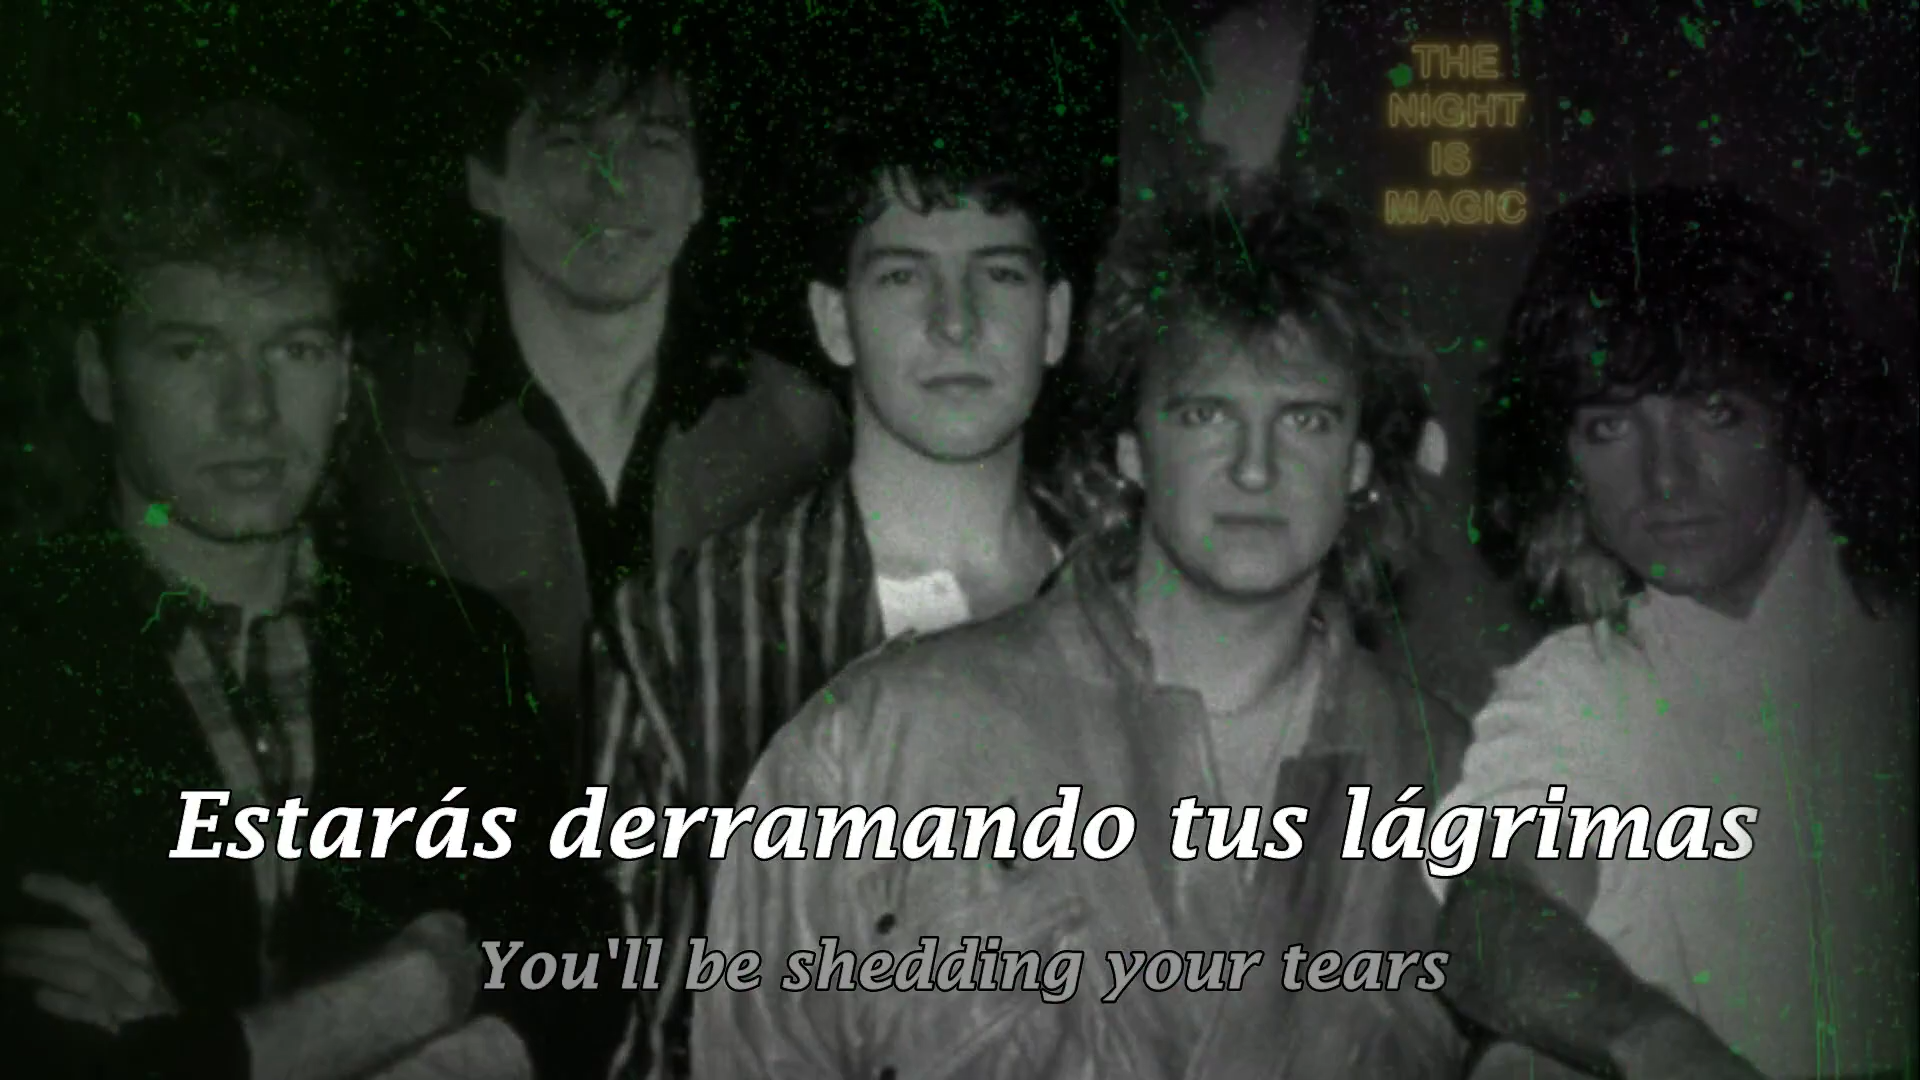 THE
NIGHT
IS
MAGIC
Estarás derramando tus lágrimas
You'll be shedding your tears